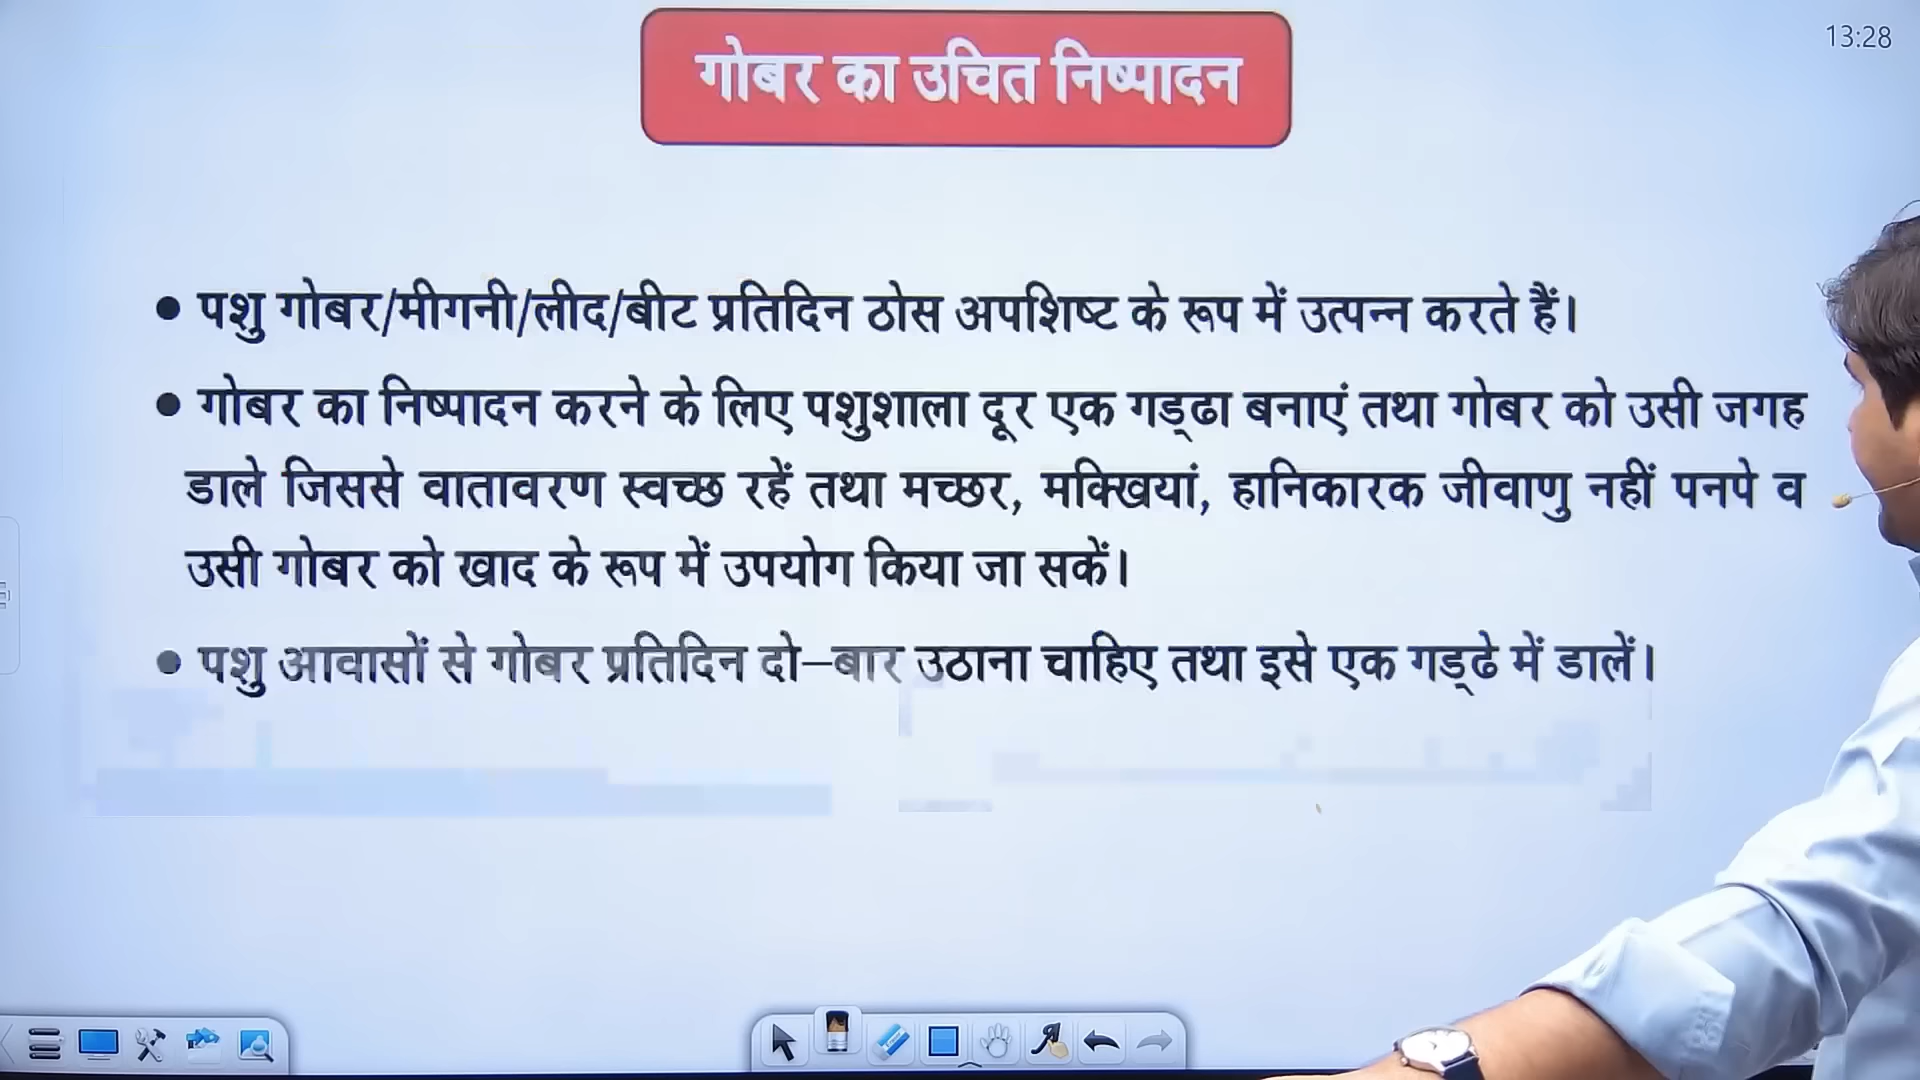 गोबर का उचित निष्पादन
13:28
• पशु गोबर/मीगनी/लीद/बीट प्रतिदिन ठोस अपशिष्ट के रूप में उत्पन्न करते हैं।
• गोबर का निष्पादन करने के लिए पशुशाला दूर एक गड्ढा बनाएं तथा गोबर को उसी जगह
डाले जिससे वातावरण स्वच्छ रहें तथा मच्छर, मक्खियां, हानिकारक जीवाणु नहीं पनपे व
उसी गोबर को खाद के रूप में उपयोग किया जा सकें।
• पशु आवासों से गोबर प्रतिदिन दो–बार उठाना चाहिए तथा इसे एक गड्ढे में डालें।